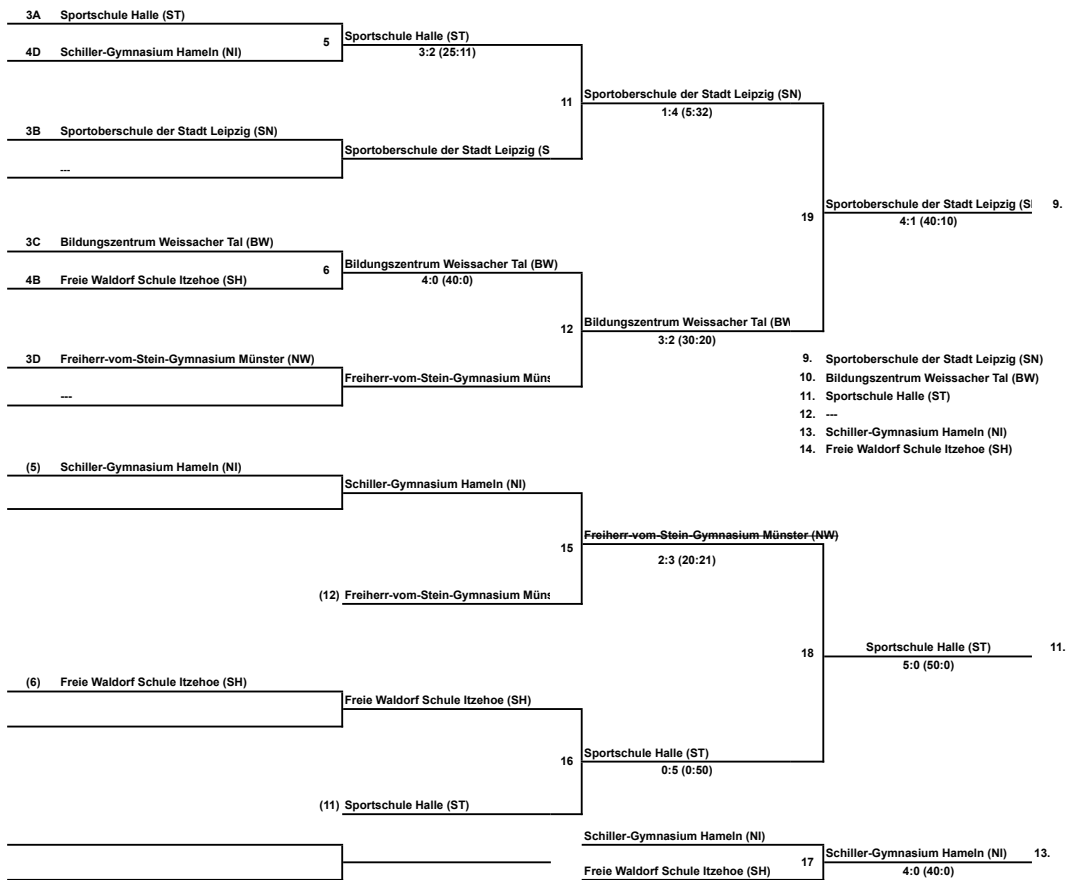 3A Sportschule Halle (ST)
5 Sportschule Halle (ST)
4D Schiller-Gymnasium Hameln (NI)
3:2 (25:11)
11 Sportoberschule der Stadt Leipzig (SN)
1:4 (5:32)
3B Sportoberschule der Stadt Leipzig (SN)
Sportoberschule der Stadt Leipzig (S
---
19 Sportoberschule der Stadt Leipzig (S 9.
4:1 (40:10)
3C Bildungszentrum Weissacher Tal (BW)
6 Bildungszentrum Weissacher Tal (BW)
4B Freie Waldorf Schule Itzehoe (SH)
4:0 (40:0)
12 Bildungszentrum Weissacher Tal (BW
3:2 (30:20)
3D Freiherr-vom-Stein-Gymnasium Münster (NW)
Freiherr-vom-Stein-Gymnasium Müns
---
9. Sportoberschule der Stadt Leipzig (SN)
10. Bildungszentrum Weissacher Tal (BW)
11. Sportschule Halle (ST)
12. ---
13. Schiller-Gymnasium Hameln (NI)
14. Freie Waldorf Schule Itzehoe (SH)
(5) Schiller-Gymnasium Hameln (NI)
Schiller-Gymnasium Hameln (NI)
15 Freiherr-vom-Stein-Gymnasium Münster (NW)
2:3 (20:21)
(12) Freiherr-vom-Stein-Gymnasium Müns
18 Sportschule Halle (ST) 11.
5:0 (50:0)
(6) Freie Waldorf Schule Itzehoe (SH)
Freie Waldorf Schule Itzehoe (SH)
16 Sportschule Halle (ST)
0:5 (0:50)
(11) Sportschule Halle (ST)
Schiller-Gymnasium Hameln (NI)
17 Schiller-Gymnasium Hameln (NI) 13.
Freie Waldorf Schule Itzehoe (SH)
4:0 (40:0)